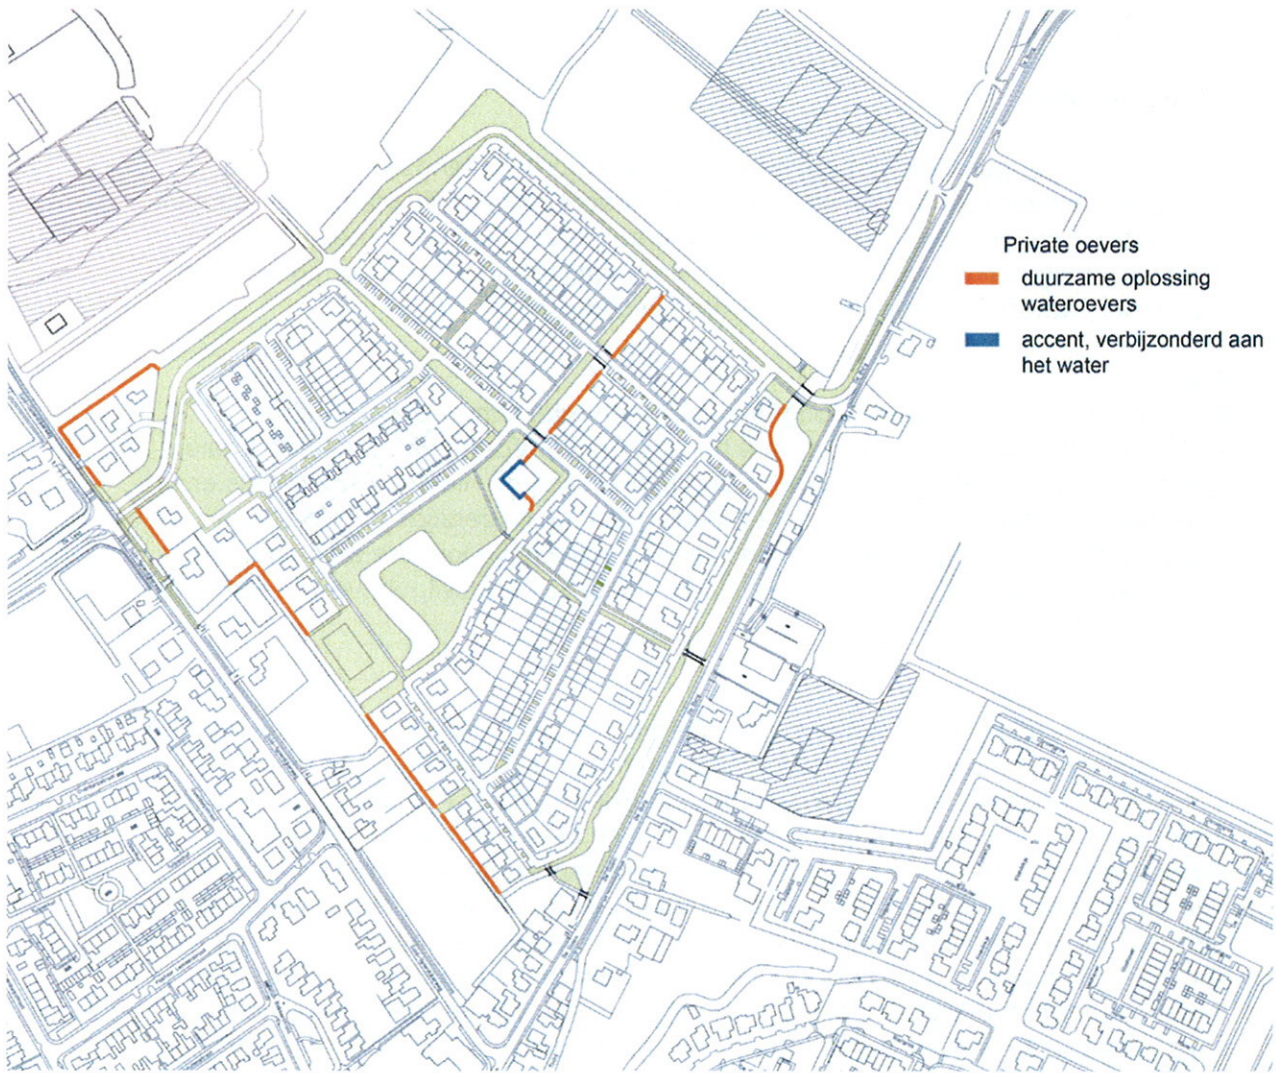 Private oevers
duurzame oplossing
wateroevers
accent, verbijzonderd aan
het water